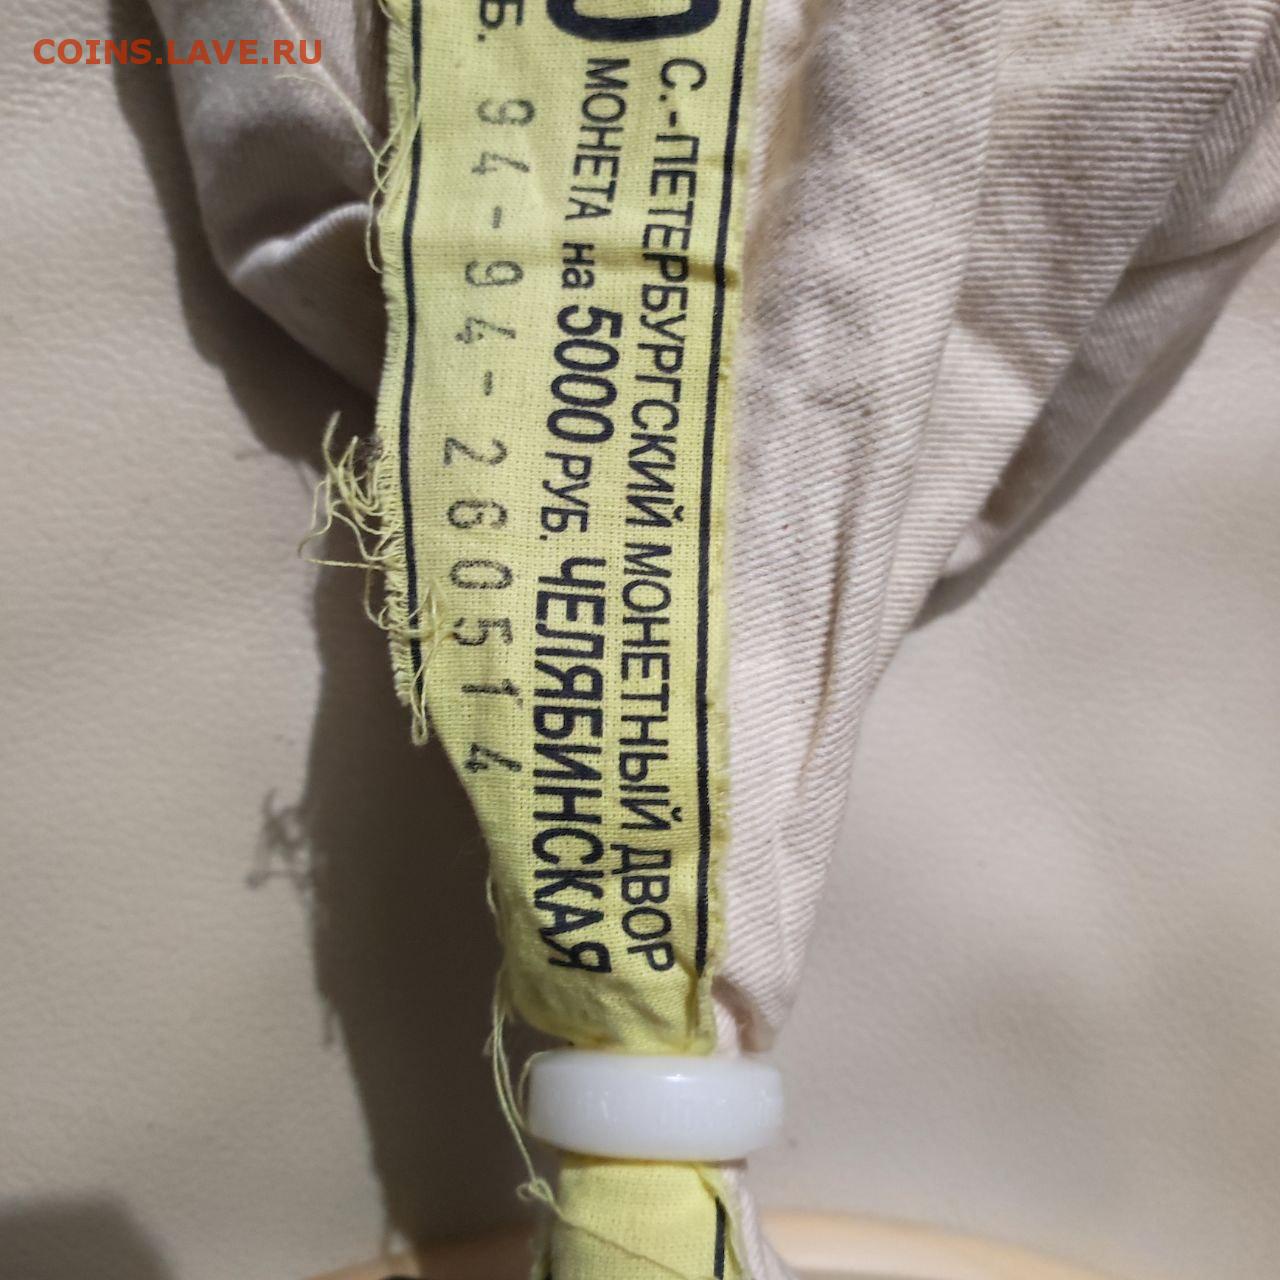 COINS.LAVE.RU
С.-ПЕТЕРБУРГСКИЙ МОНЕТНЫЙ ДВОР
МОНЕТА на 5000 РУБ. ЧЕЛЯБИНСКАЯ
Б. 94-94-260514